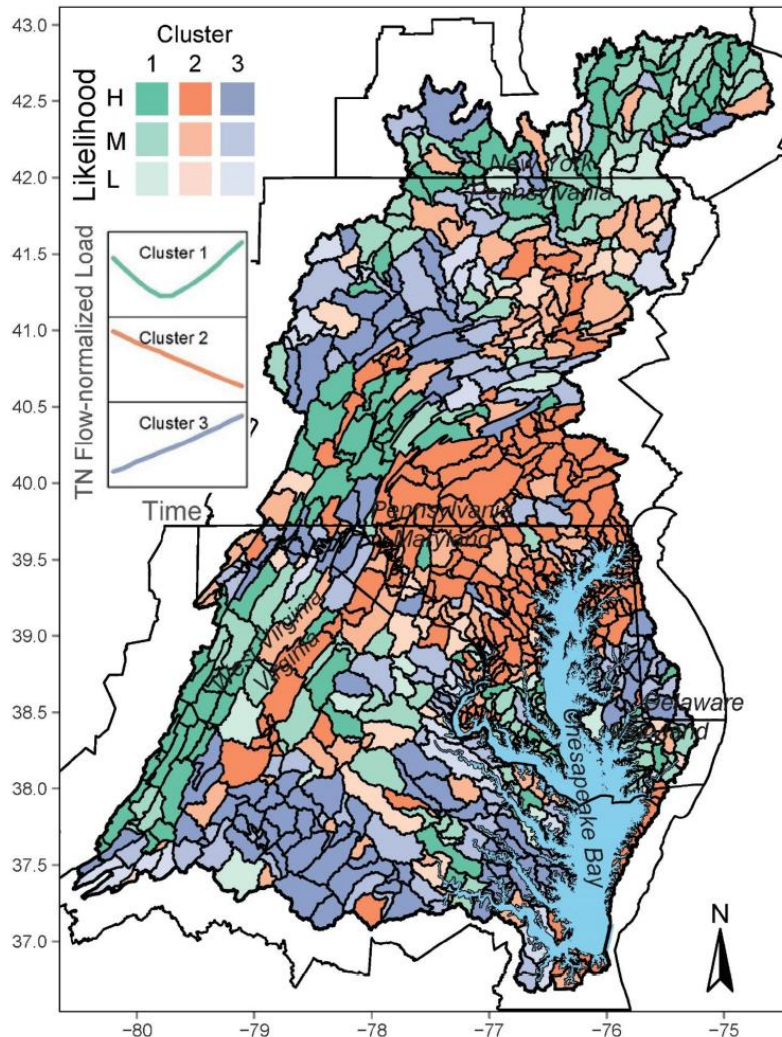 Cluster
1 2 3
Likelihood
H
M
L
TN Flow-normalized Load
Cluster 1
Cluster 2
Cluster 3
Time
43.0
42.5
42.0
41.5
41.0
40.5
40.0
39.5
39.0
38.5
38.0
37.5
37.0
New York
Pennsylvania
Pennsylvania
Maryland
West Virginia
Virginia
Delaware
Maryland
Chesapeake Bay
N
−80 −79 −78 −77 −76 −75